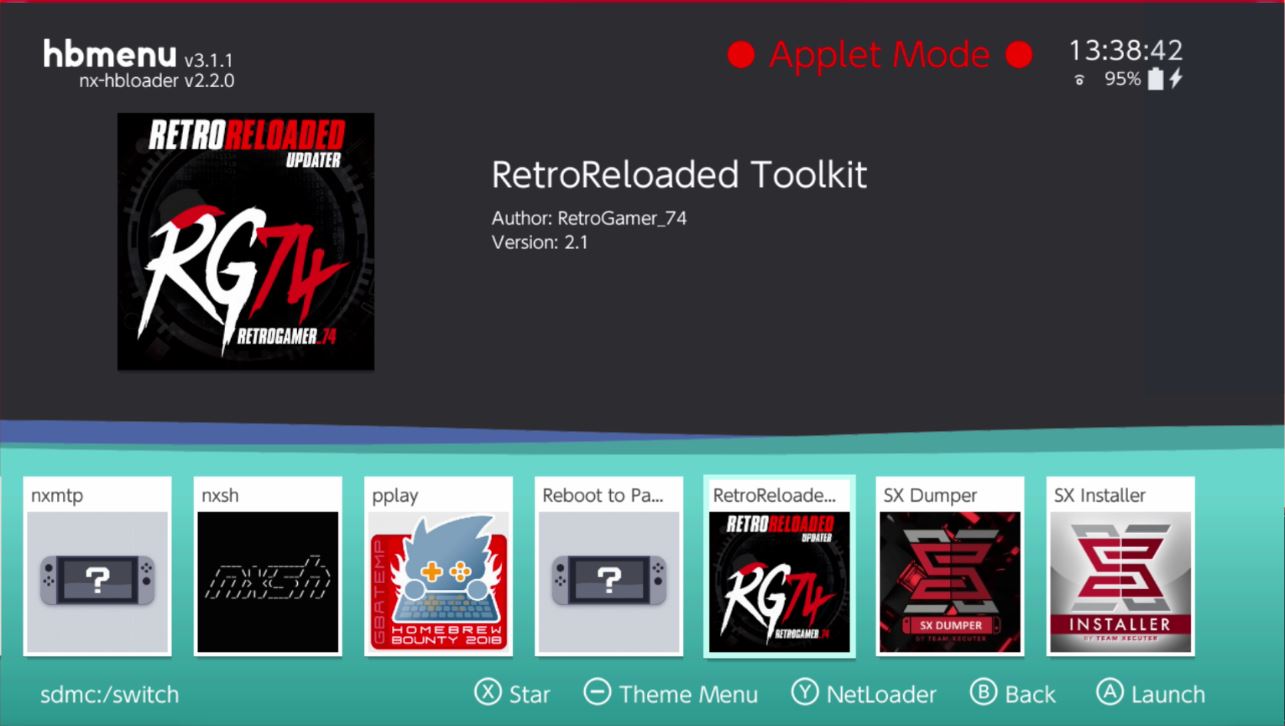 hbmenu v3.1.1
nx-hbloader v2.2.0
Applet Mode
13:38:42
95%
RETRORELOADED
UPDATER
RG74
RETROGAMER_74
RetroReloaded Toolkit
Author: RetroGamer_74
Version: 2.1
nxmtp
?
nxsh
nxsh
pplay
GBATEMP
HOMEBREW
BOUNTY 2018
Reboot to Pa...
?
RetroReloade...
RETRORELOADED
UPDATER
RG74
RETROGAMER_74
SX Dumper
SX DUMPER
BY TEAM XECUTER
SX Installer
INSTALLER
BY TEAM XECUTER
sdmc:/switch
X Star
− Theme Menu
Y NetLoader
B Back
A Launch